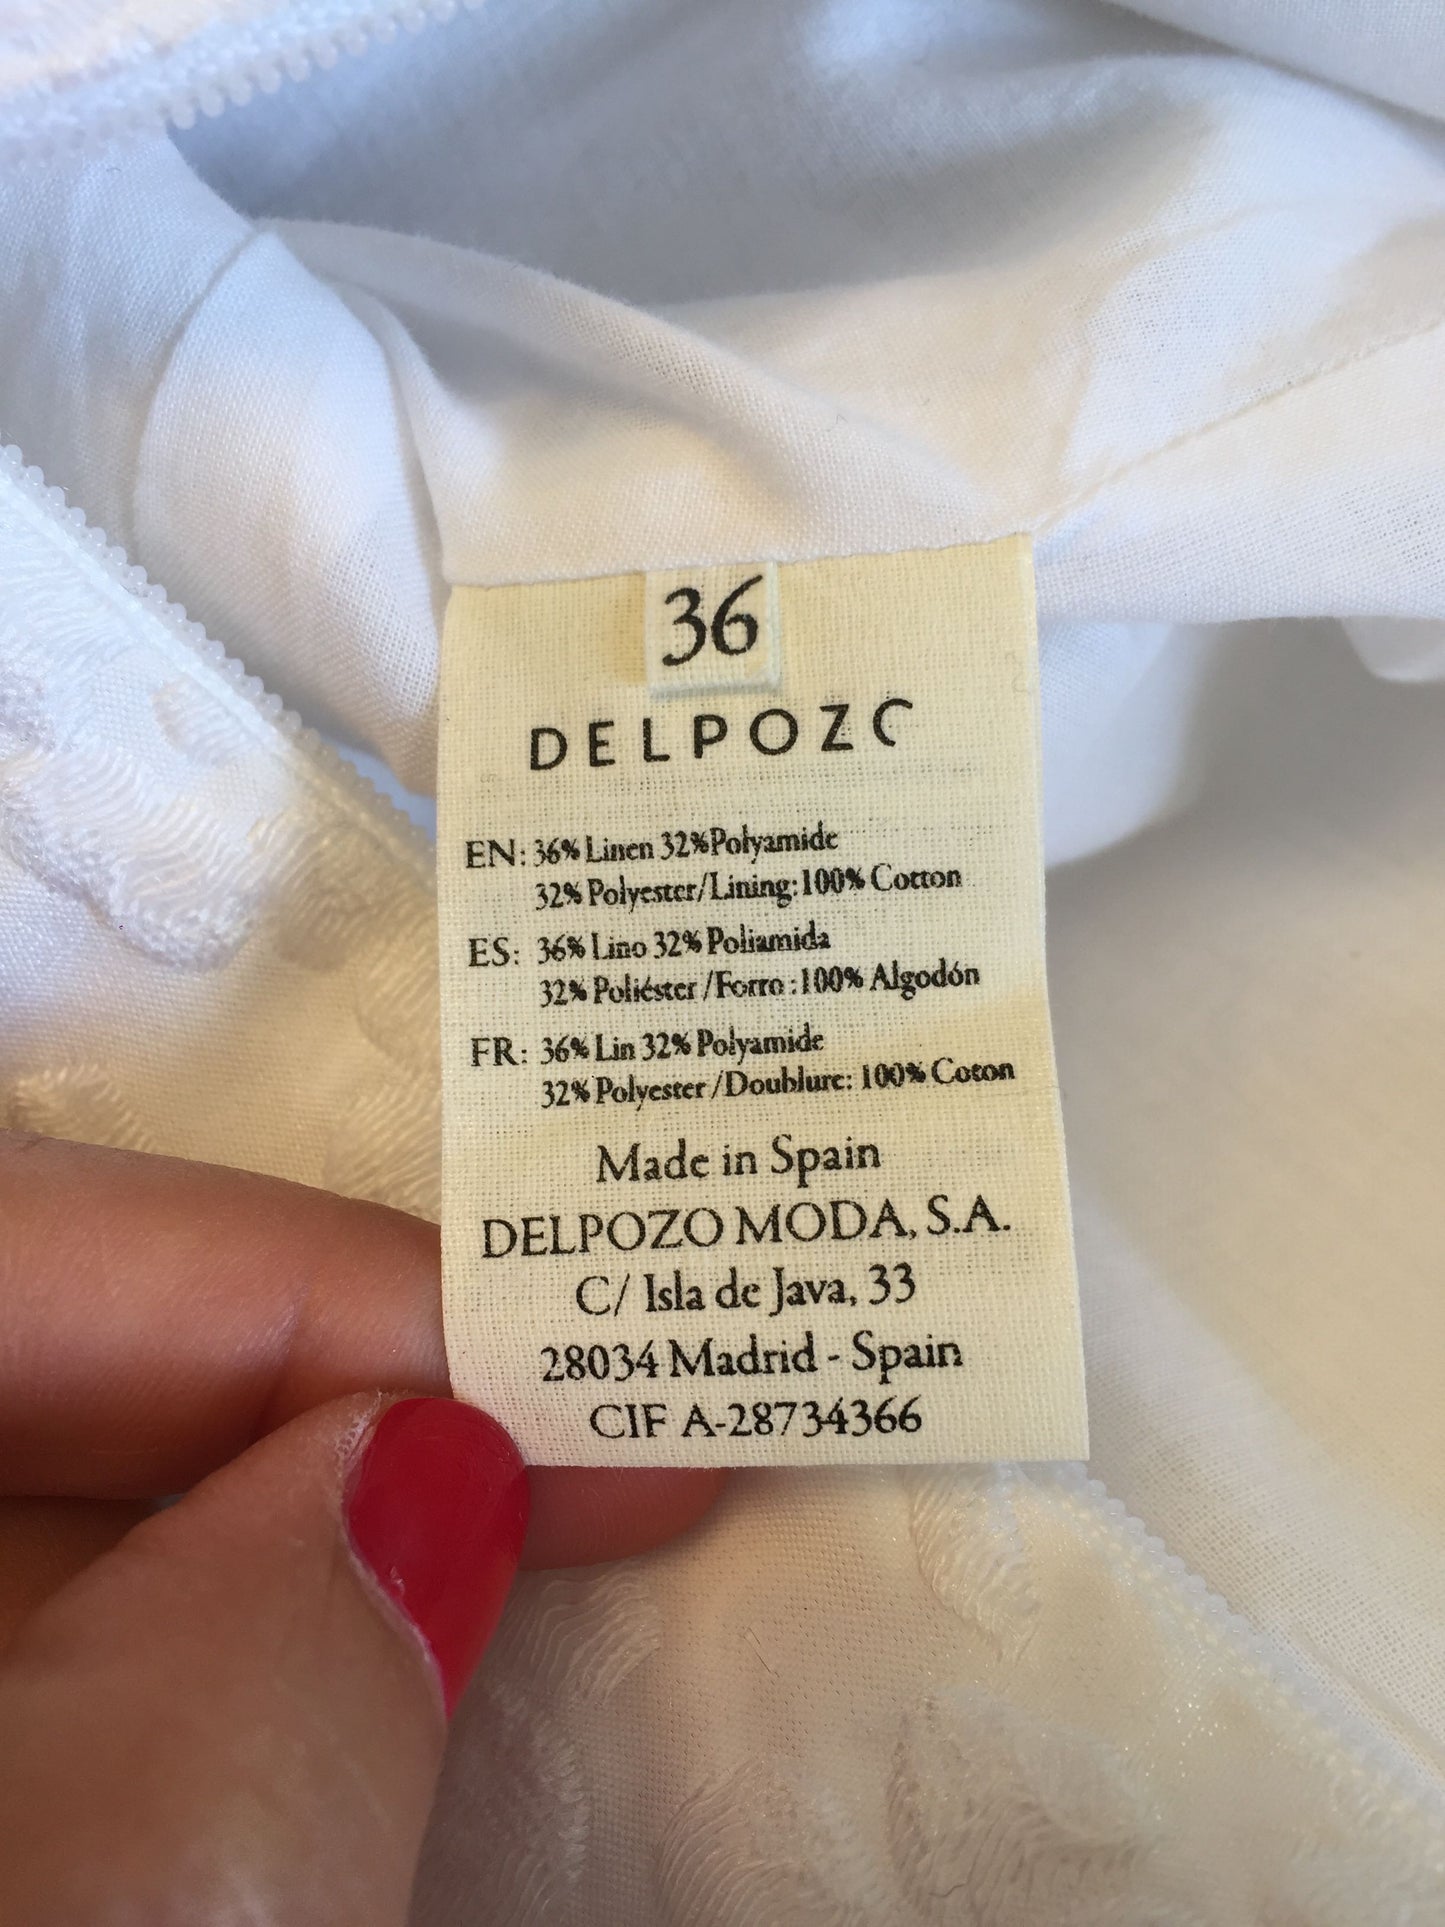 36
DELPOZO
EN: 36% Linen 32%Polyamide
32% Polyester/Lining:100% Cotton
ES: 36% Lino 32% Poliamida
32% Poliéster /Forro :100% Algodón
FR: 36% Lin 32% Polyamide
32% Polyester /Doublure: 100% Coton
Made in Spain
DELPOZO MODA, S.A.
C/ Isla de Java, 33
28034 Madrid - Spain
CIF A-28734366